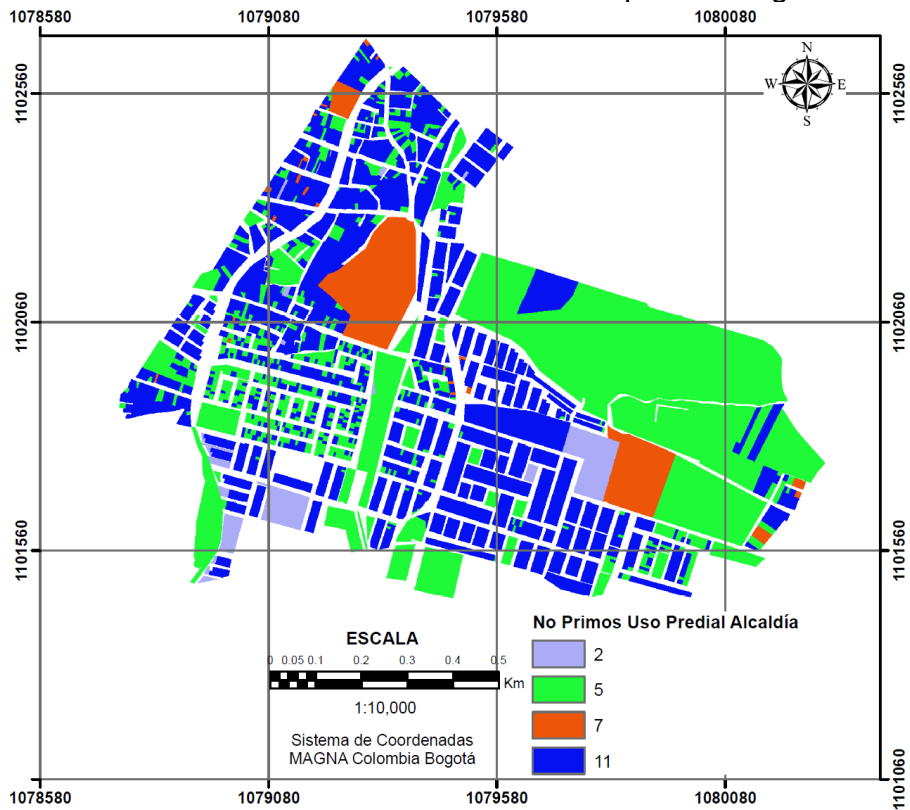 1078580 1079080 1079580 1080080
N
W E
S
1102560 1102560
1102060 1102060
1101560 1101560
1101060
No Primos Uso Predial Alcaldía
ESCALA
2
0 0.05 0.1 0.2 0.3 0.4 0.5
Km
5
1:10,000
7
Sistema de Coordenadas
MAGNA Colombia Bogotá
11
1078580 1079080 1079580 1080080